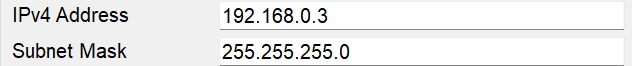 IPv4 Address 192.168.0.3
Subnet Mask 255.255.255.0